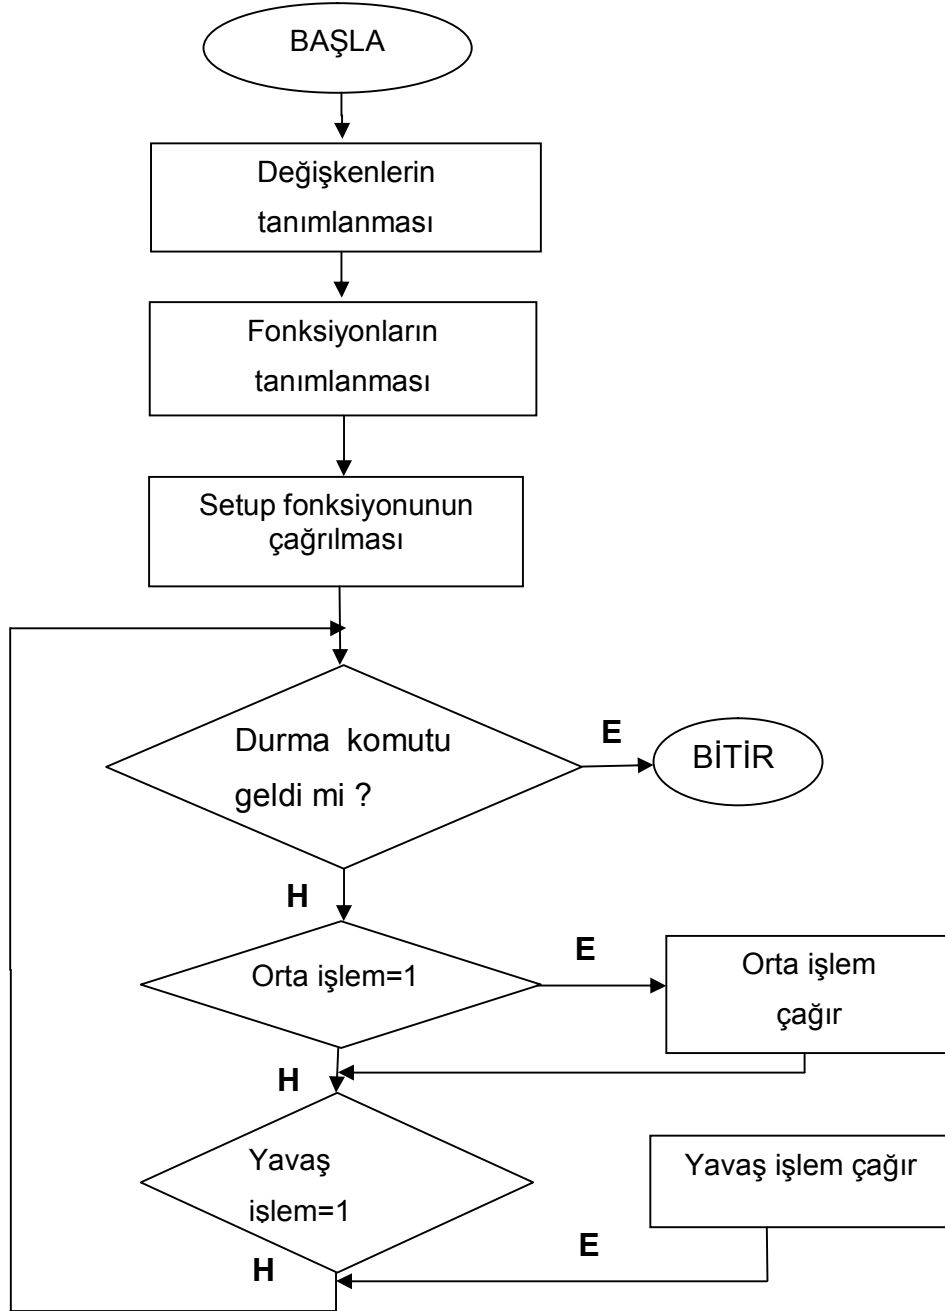 BAŞLA
Değişkenlerin
tanımlanması
Fonksiyonların
tanımlanması
Setup fonksiyonunun
çağrılması
Durma komutu
geldi mi ?
E
BİTİR
H
Orta işlem=1
E
Orta işlem
çağır
H
Yavaş
işlem=1
Yavaş işlem çağır
E
H